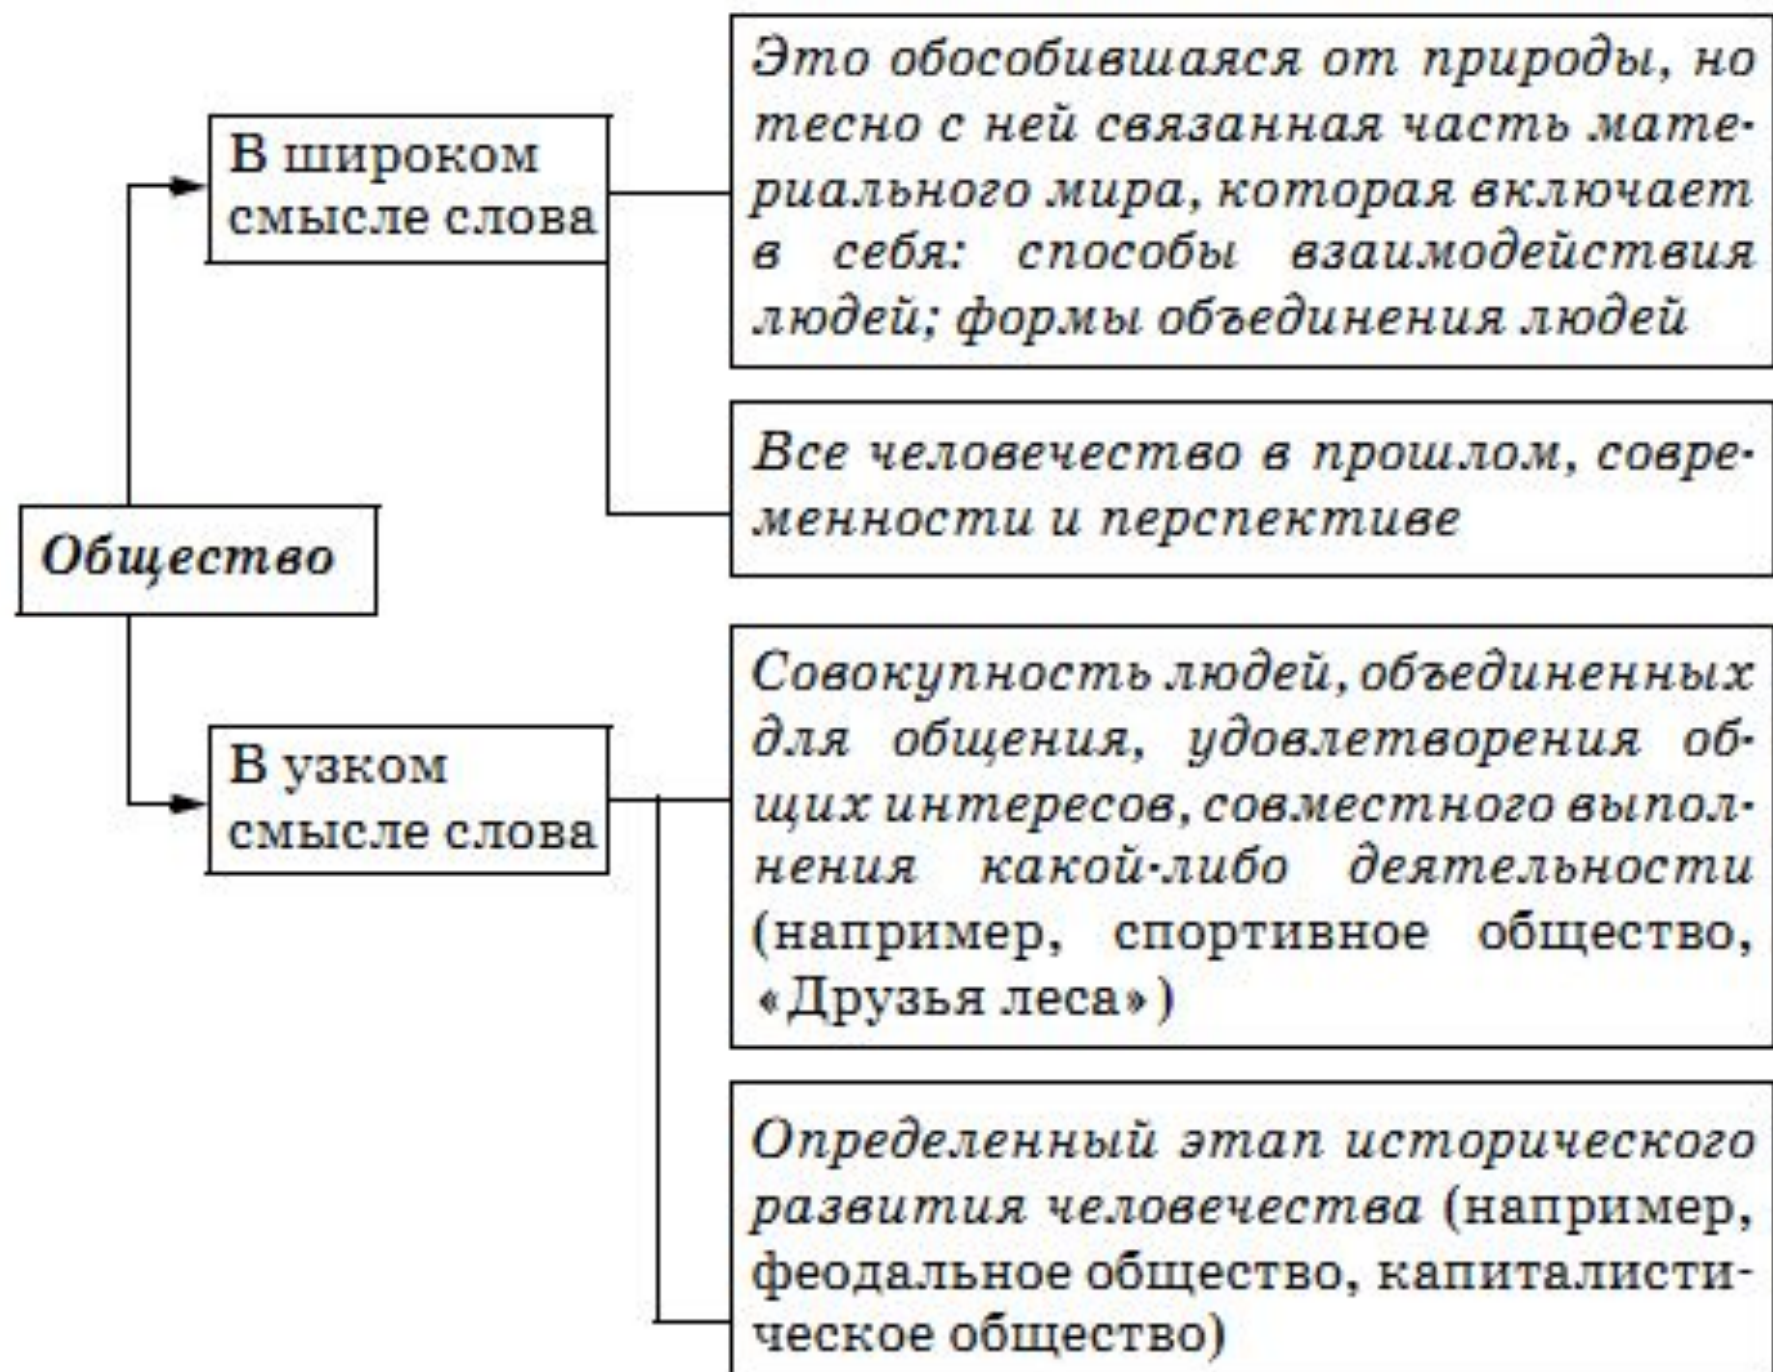 Общество
В широком
смысле слова
Это обособившаяся от природы, но
тесно с ней связанная часть мате-
риального мира, которая включает
в себя: способы взаимодействия
людей; формы объединения людей
Все человечество в прошлом, совре-
менности и перспективе
В узком
смысле слова
Совокупность людей, объединенных
для общения, удовлетворения об-
щих интересов, совместного выпол-
нения какой-либо деятельности
(например, спортивное общество,
«Друзья леса»)
Определенный этап исторического
развития человечества (например,
феодальное общество, капиталисти-
ческое общество)